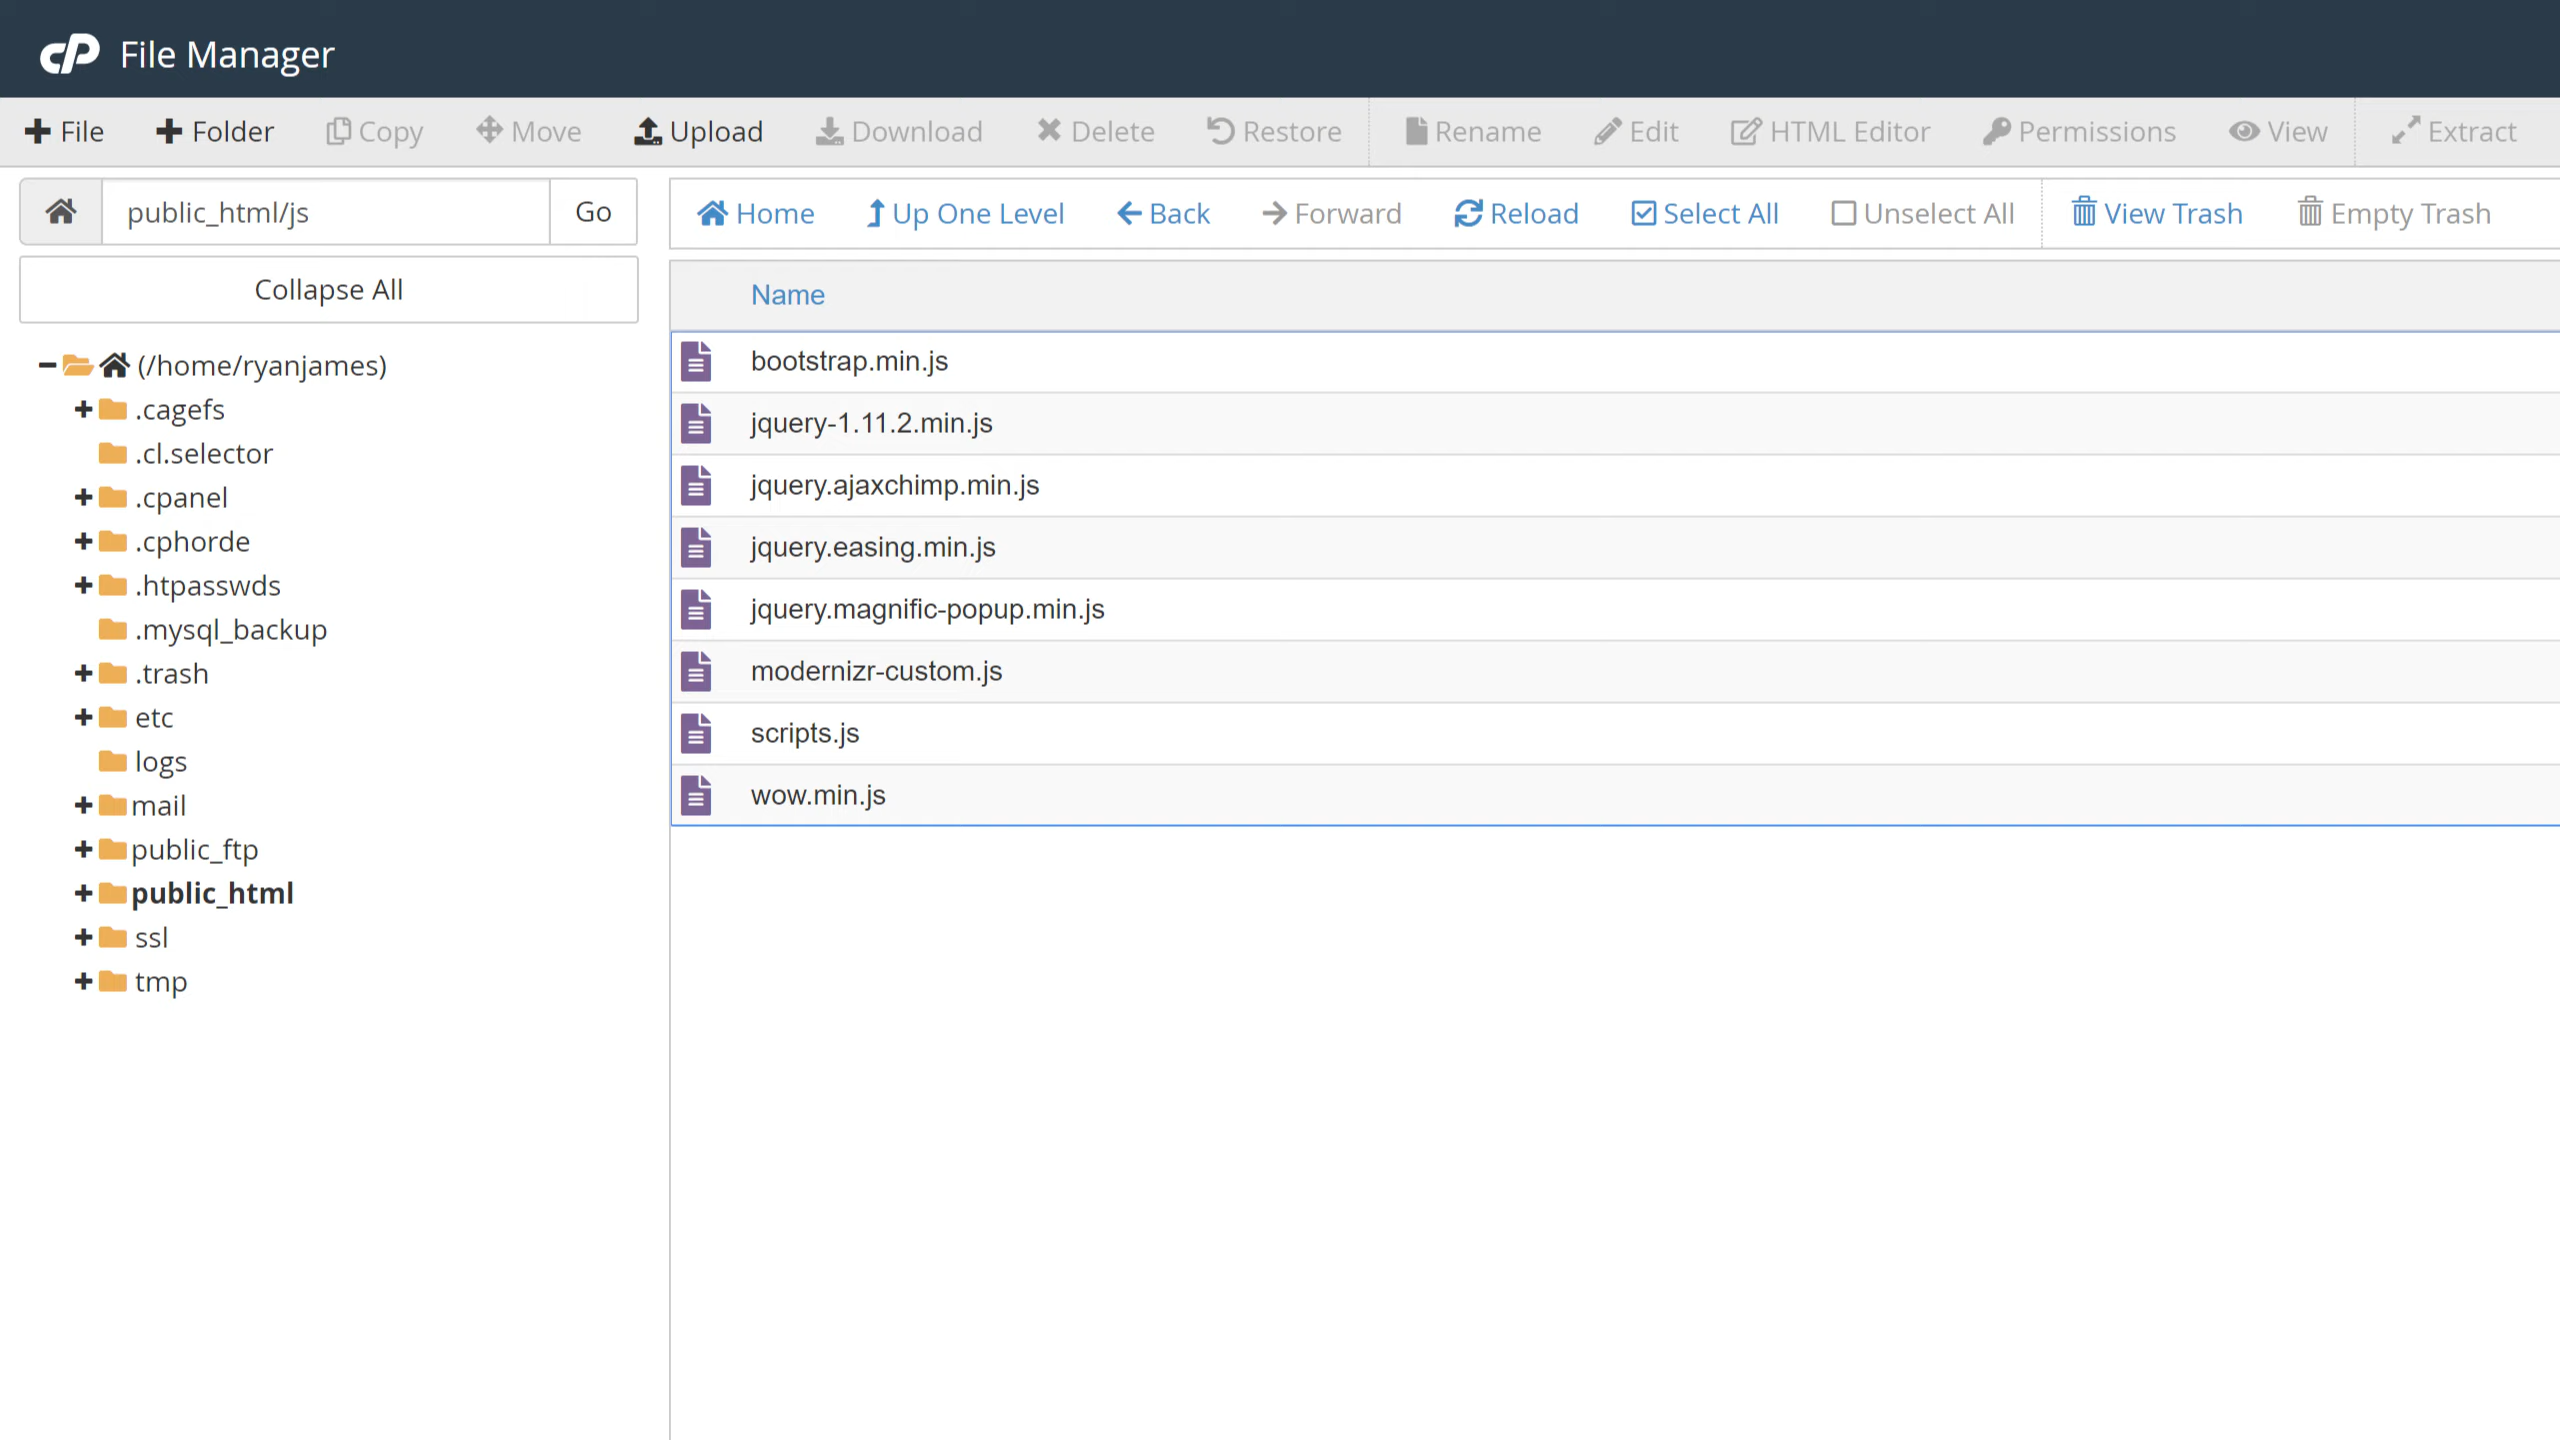 cP File Manager
File Folder Copy Move Upload Download Delete Restore Rename Edit HTML Editor Permissions View Extract
public_html/js Go
Home Up One Level Back Forward Reload Select All Unselect All View Trash Empty Trash
Collapse All
Name
(/home/ryanjames)
.cagefs
.cl.selector
.cpanel
.cphorde
.htpasswds
.mysql_backup
.trash
etc
logs
mail
public_ftp
public_html
ssl
tmp
bootstrap.min.js
jquery-1.11.2.min.js
jquery.ajaxchimp.min.js
jquery.easing.min.js
jquery.magnific-popup.min.js
modernizr-custom.js
scripts.js
wow.min.js